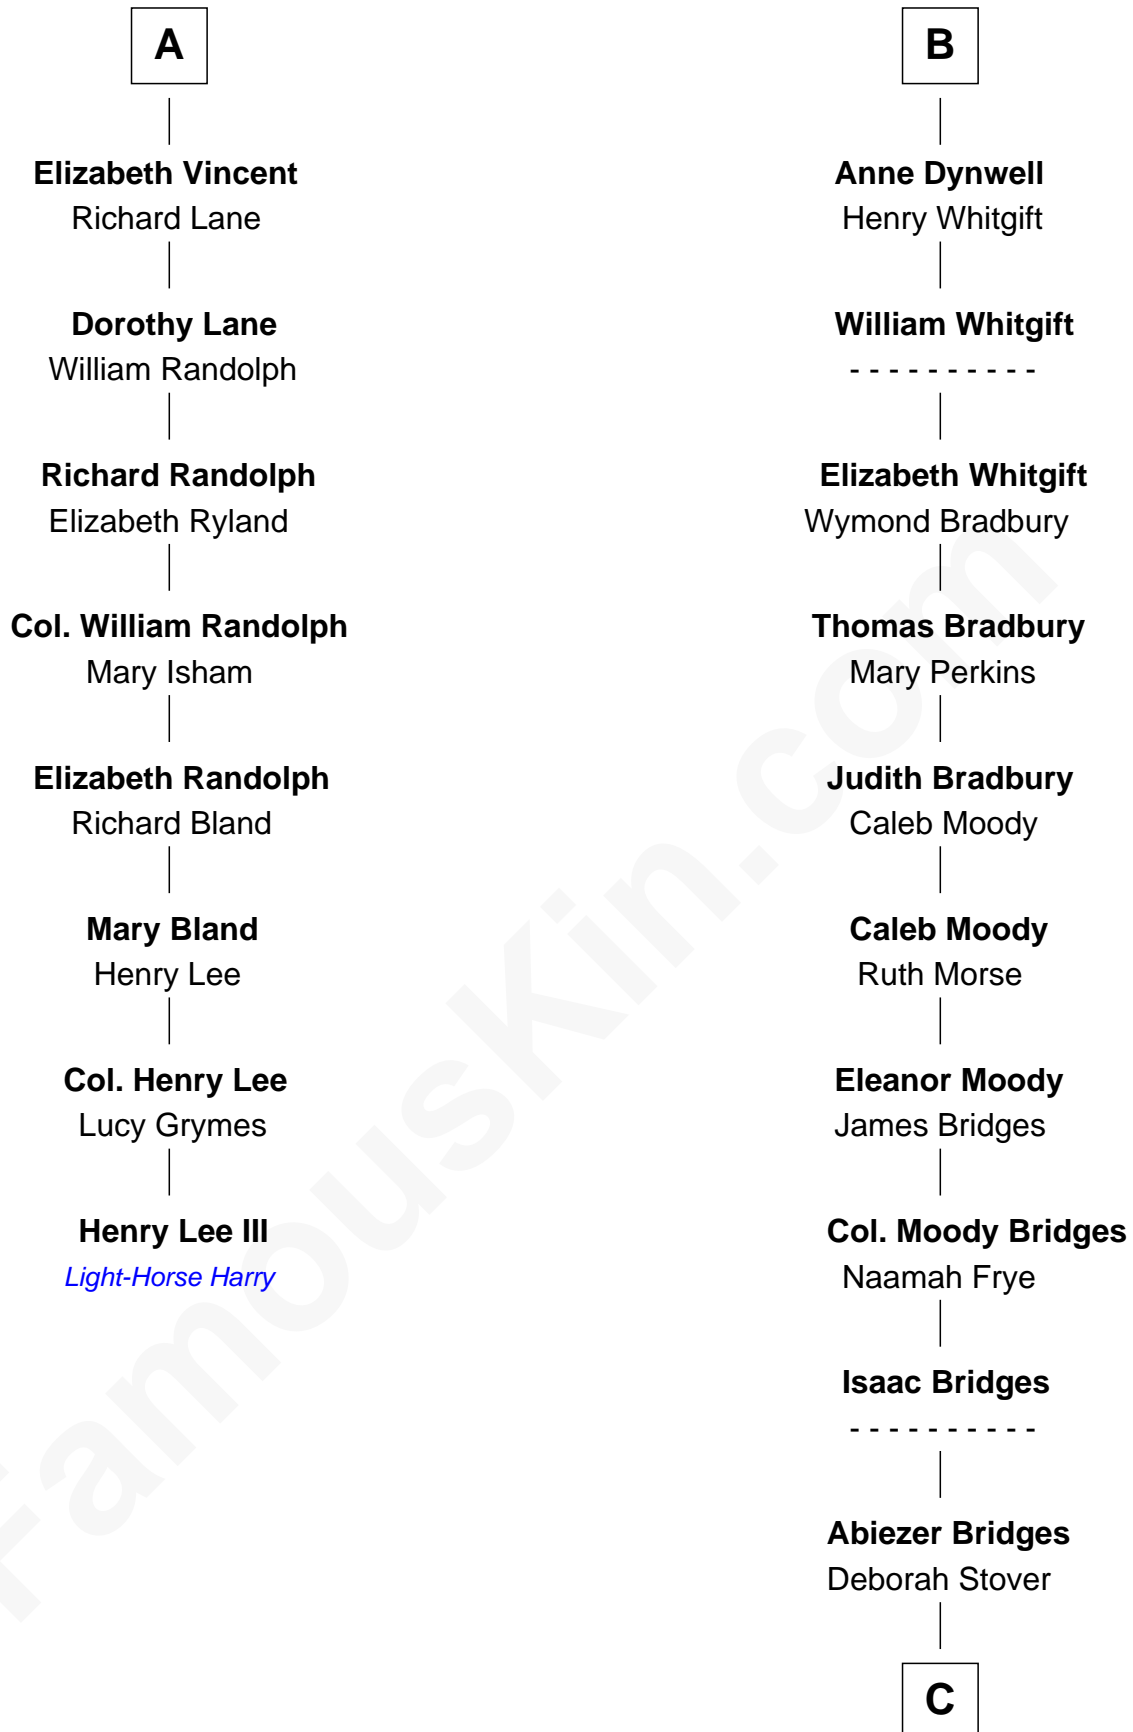 A
Elizabeth Vincent
Richard Lane
Dorothy Lane
William Randolph
Richard Randolph
Elizabeth Ryland
Col. William Randolph
Mary Isham
Elizabeth Randolph
Richard Bland
Mary Bland
Henry Lee
Col. Henry Lee
Lucy Grymes
Henry Lee III
Light-Horse Harry
B
Anne Dynwell
Henry Whitgift
William Whitgift
- - - - - - - - - -
Elizabeth Whitgift
Wymond Bradbury
Thomas Bradbury
Mary Perkins
Judith Bradbury
Caleb Moody
Caleb Moody
Ruth Morse
Eleanor Moody
James Bridges
Col. Moody Bridges
Naamah Frye
Isaac Bridges
- - - - - - - - - -
Abiezer Bridges
Deborah Stover
C
FamousKin.com